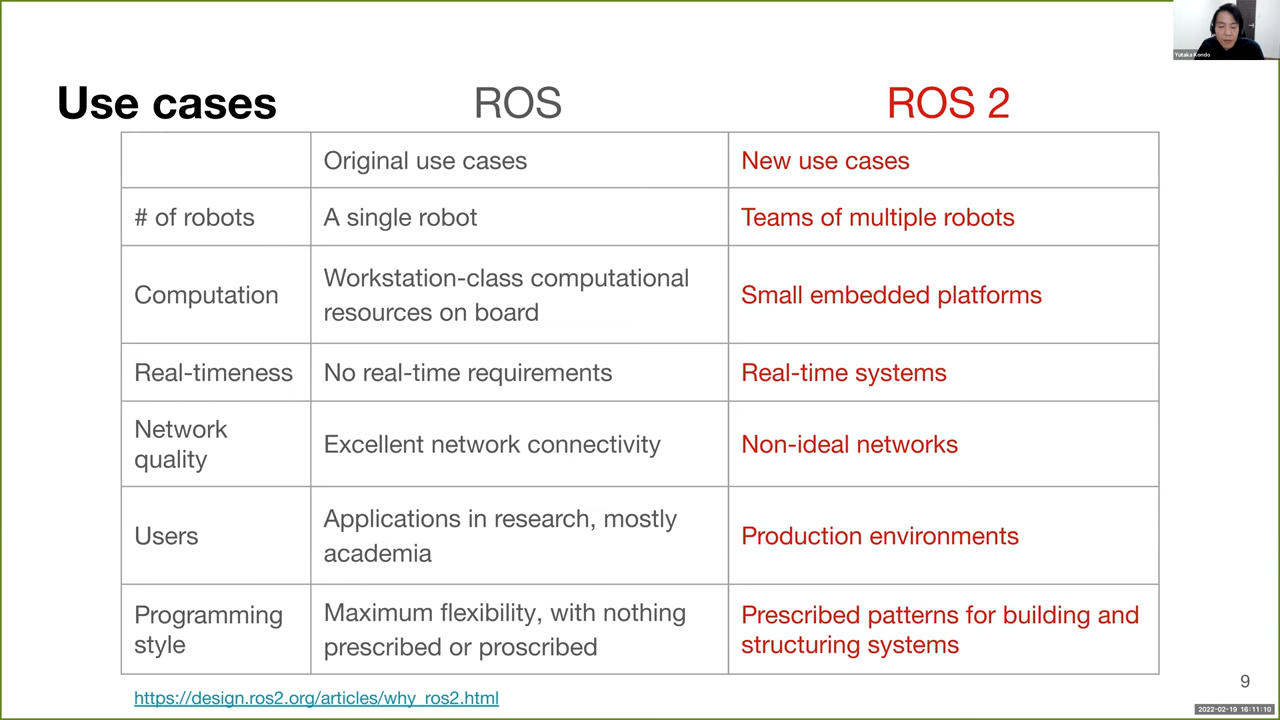 Yutaka Kondo
Use cases
ROS
ROS 2
Original use cases
New use cases
# of robots
A single robot
Teams of multiple robots
Computation
Workstation-class computational
resources on board
Small embedded platforms
Real-timeness
No real-time requirements
Real-time systems
Network
quality
Excellent network connectivity
Non-ideal networks
Users
Applications in research, mostly
academia
Production environments
Programming
style
Maximum flexibility, with nothing
prescribed or proscribed
Prescribed patterns for building and
structuring systems
https://design.ros2.org/articles/why_ros2.html
9
2022-02-19 16:11:10